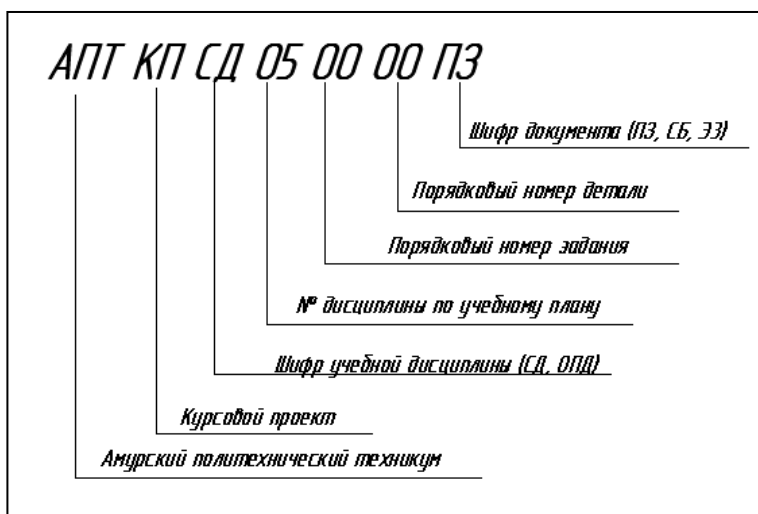 АПТ КП СД 05 00 00 ПЗ
Шифр документа (ПЗ, СБ, ЭЗ)
Порядковый номер детали
Порядковый номер задания
№ дисциплины по учебному плану
Шифр учебной дисциплины (СД, ОПД)
Курсовой проект
Амурский политехнический техникум